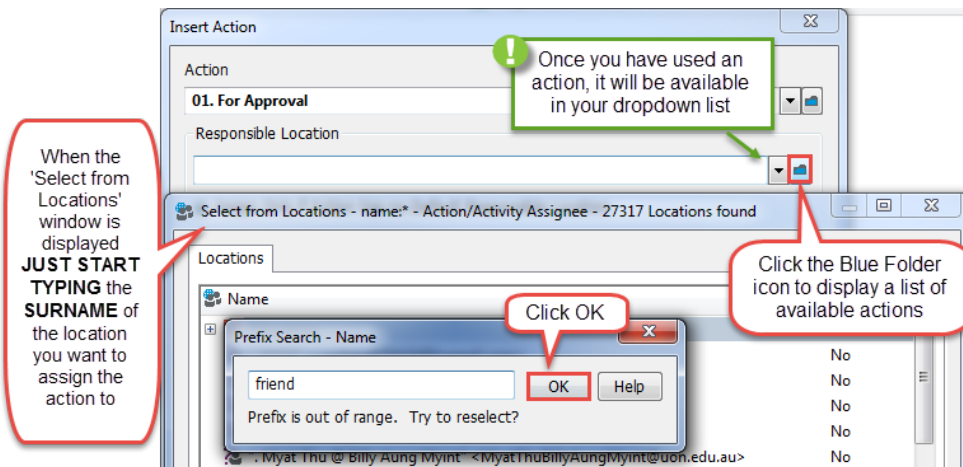 Insert Action
Once you have used an
action, it will be available
in your dropdown list
Action
01. For Approval
Responsible Location
When the
'Select from
Locations'
window is
displayed
JUST START
TYPING the
SURNAME of
the location
you want to
assign the
action to
Select from Locations - name:* - Action/Activity Assignee - 27317 Locations found
Locations
Click the Blue Folder
icon to display a list of
available actions
Name
Click OK
Prefix Search - Name
No
friend
OK
Help
No
No
Prefix is out of range. Try to reselect?
No
". Myat Thu @ Billy Aung Myint" <MyatThuBillyAungMyint@uon.edu.au>
No